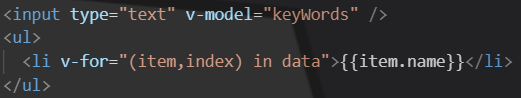 <input type="text" v-model="keyWords" />
<ul>
<li v-for="(item,index) in data">{{item.name}}</li>
</ul>